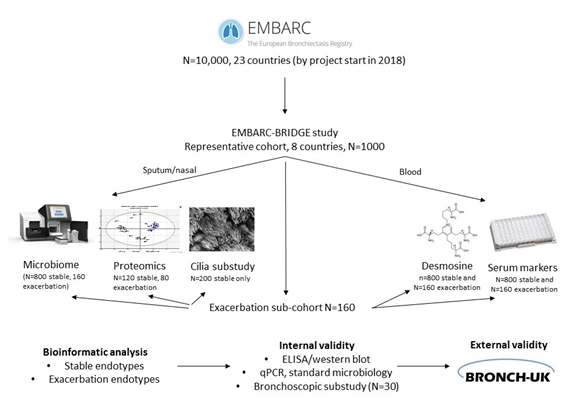 EMBARC
The European Bronchiectasis Registry
N=10,000, 23 countries (by project start in 2018)
EMBARC-BRIDGE study
Representative cohort, 8 countries, N=1000
Sputum/nasal
Blood
Microbiome
(N=800 stable, 160
exacerbation)
Proteomics
(N=120 stable, 80
exacerbation
Cilia substudy
N=200 stable only)
Desmosine
n=800 stable and
N=160 exacerbation)
Serum markers
N=800 stable and
N=160 exacerbation)
Exacerbation sub-cohort N=160
Bioinformatic analysis
• Stable endotypes
• Exacerbation endotypes
Internal validity
• ELISA/western blot
• qPCR, standard microbiology
• Bronchoscopic substudy (N=30)
External validity
BRONCH-UK